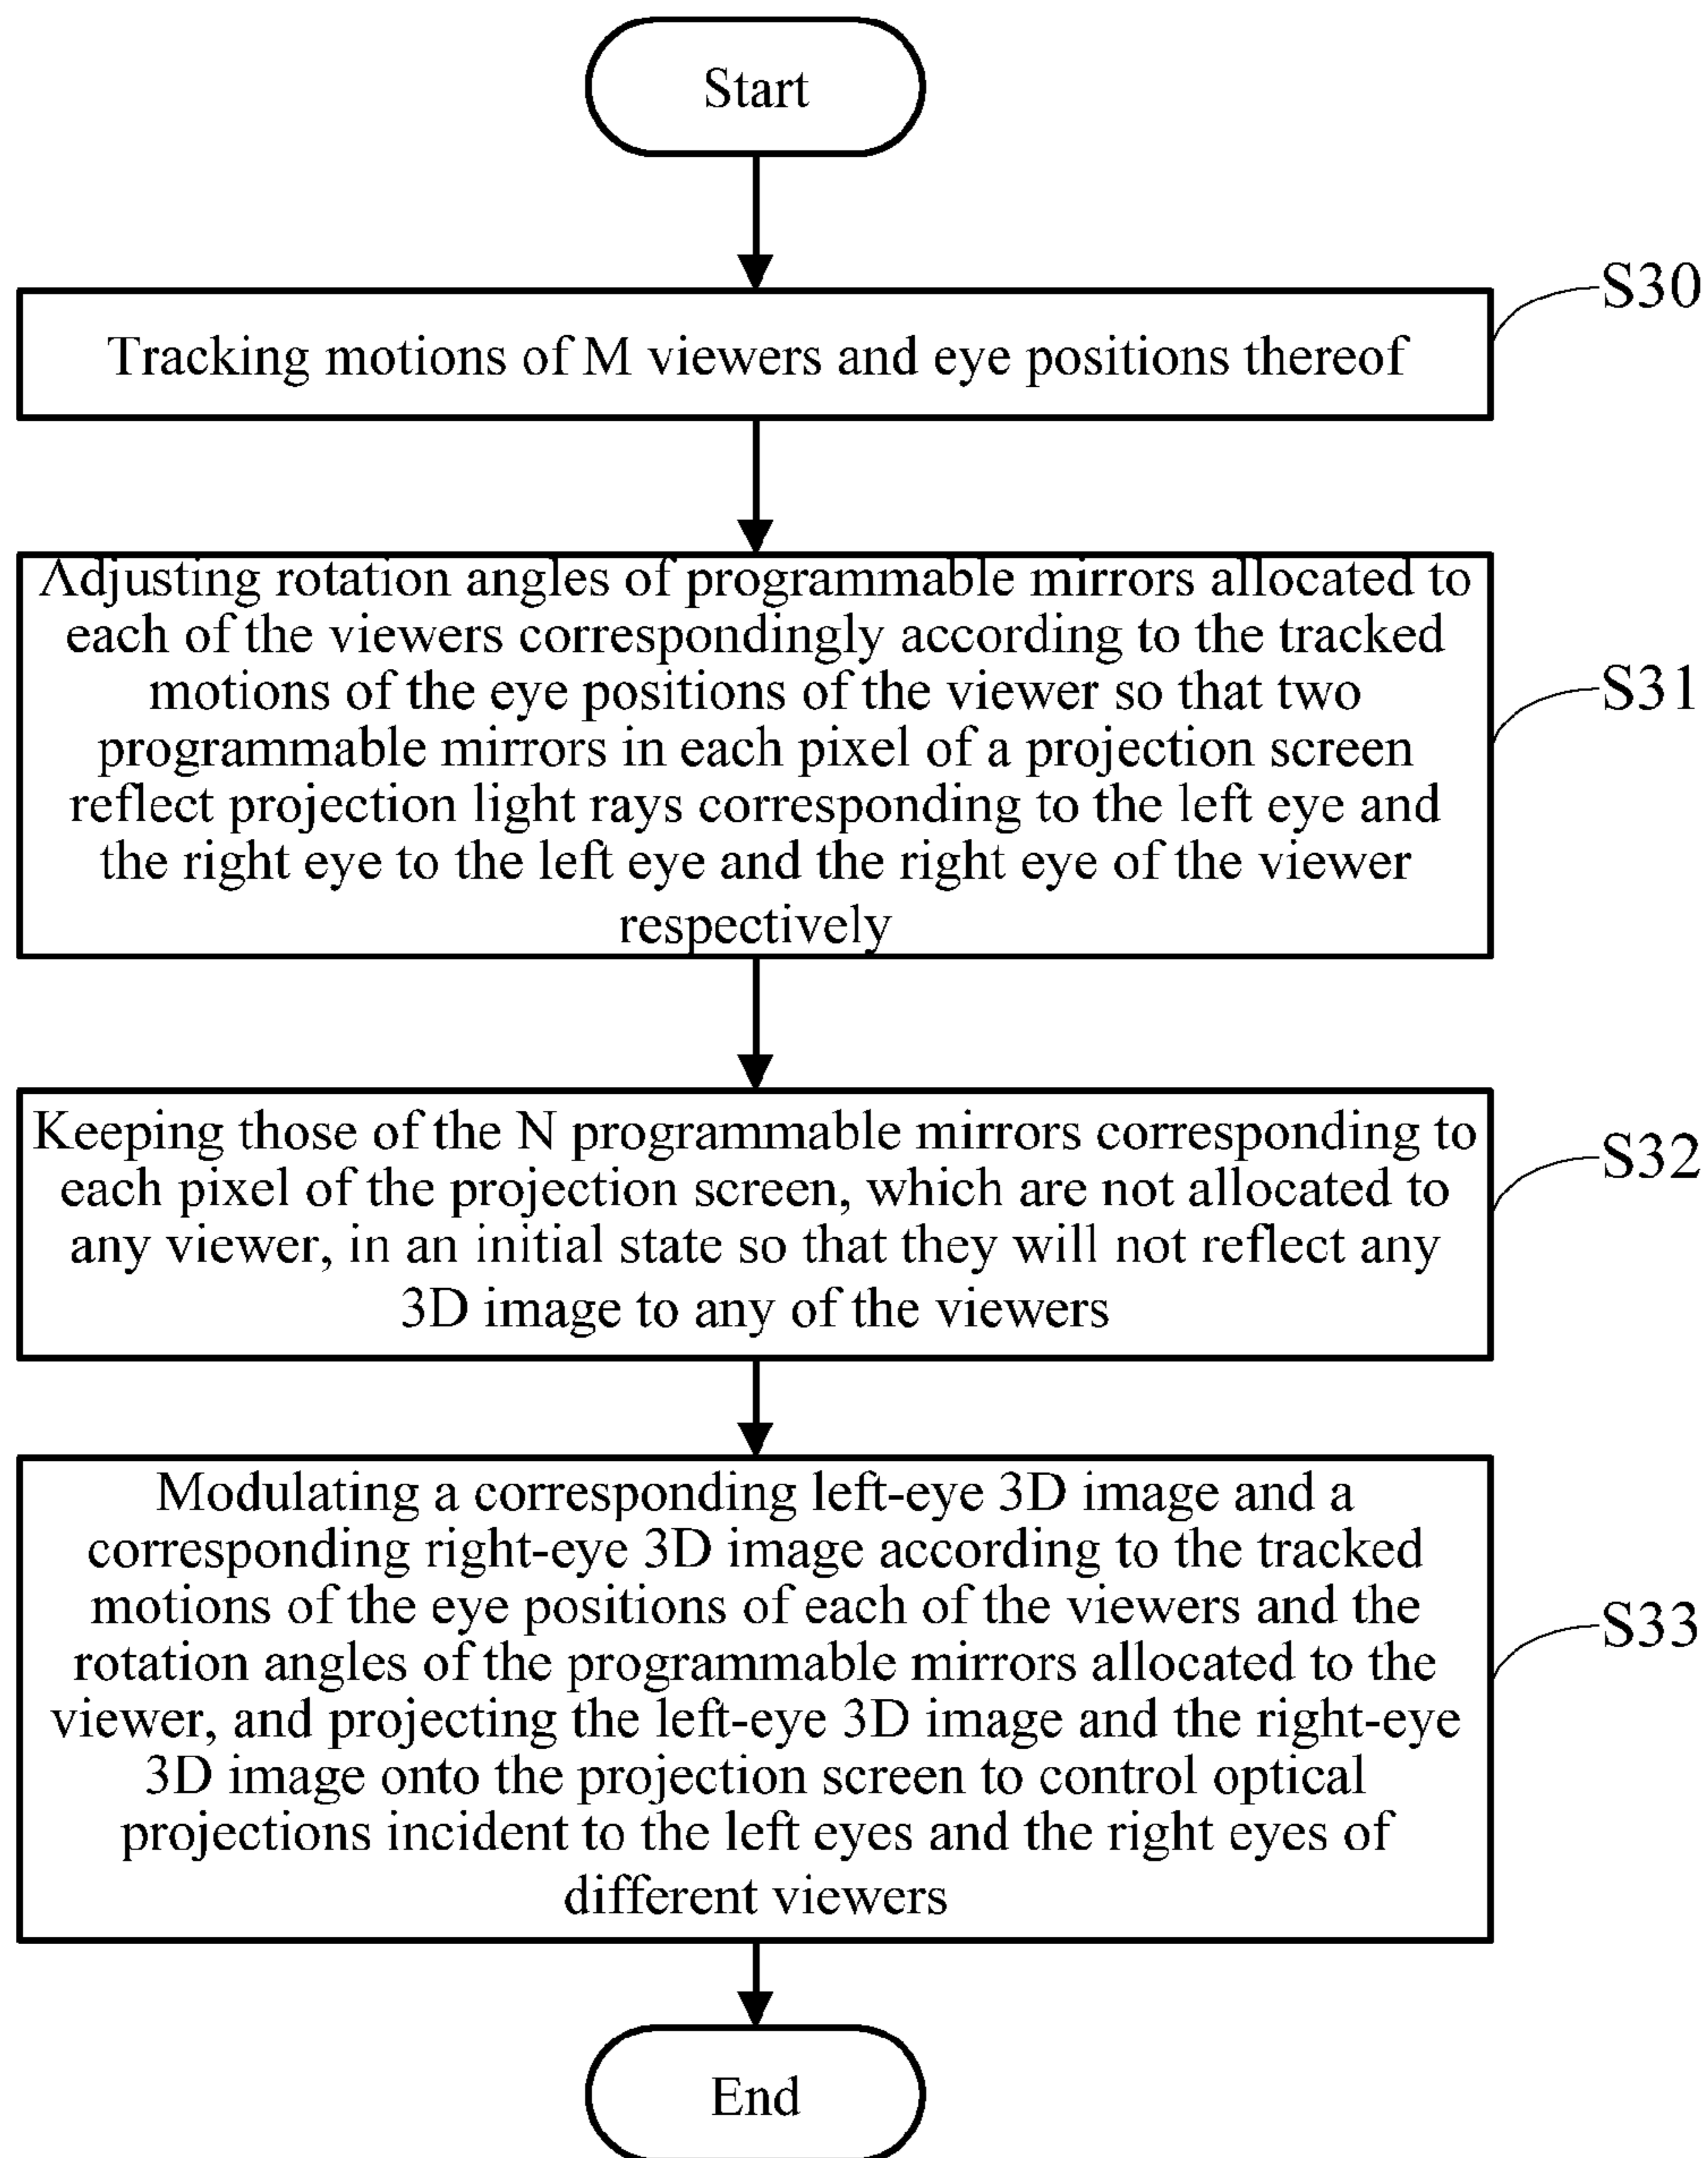 Start
S30
Tracking motions of M viewers and eye positions thereof
Adjusting rotation angles of programmable mirrors allocated to
each of the viewers correspondingly according to the tracked
motions of the eye positions of the viewer so that two
programmable mirrors in each pixel of a projection screen
reflect projection light rays corresponding to the left eye and
the right eye to the left eye and the right eye of the viewer
respectively
S31
Keeping those of the N programmable mirrors corresponding to
each pixel of the projection screen, which are not allocated to
any viewer, in an initial state so that they will not reflect any
3D image to any of the viewers
S32
Modulating a corresponding left-eye 3D image and a
corresponding right-eye 3D image according to the tracked
motions of the eye positions of each of the viewers and the
rotation angles of the programmable mirrors allocated to the
viewer, and projecting the left-eye 3D image and the right-eye
3D image onto the projection screen to control optical
projections incident to the left eyes and the right eyes of
different viewers
S33
End